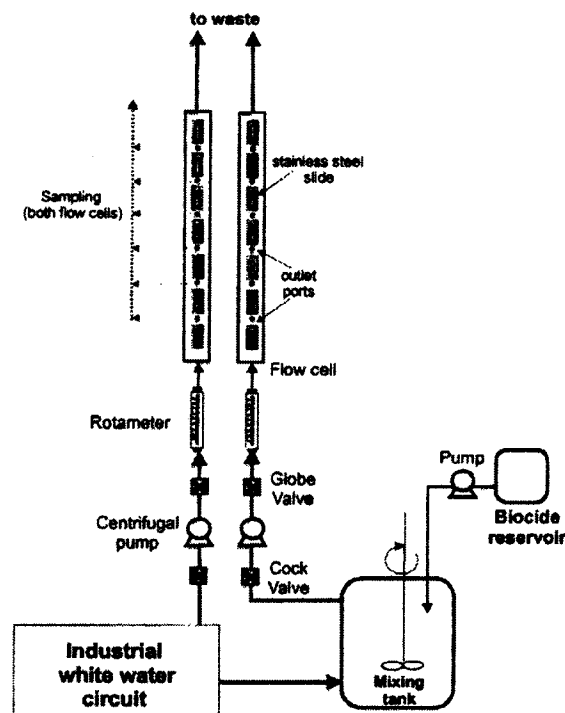 to waste
stainless steel
slide
Sampling
(both flow cells)
outlet
ports
Flow cell
Rotameter
Pump
Globe
Valve
Biocide
reservoir
Centrifugal
pump
Cock
Valve
Industrial
white water
circuit
Mixing
tank